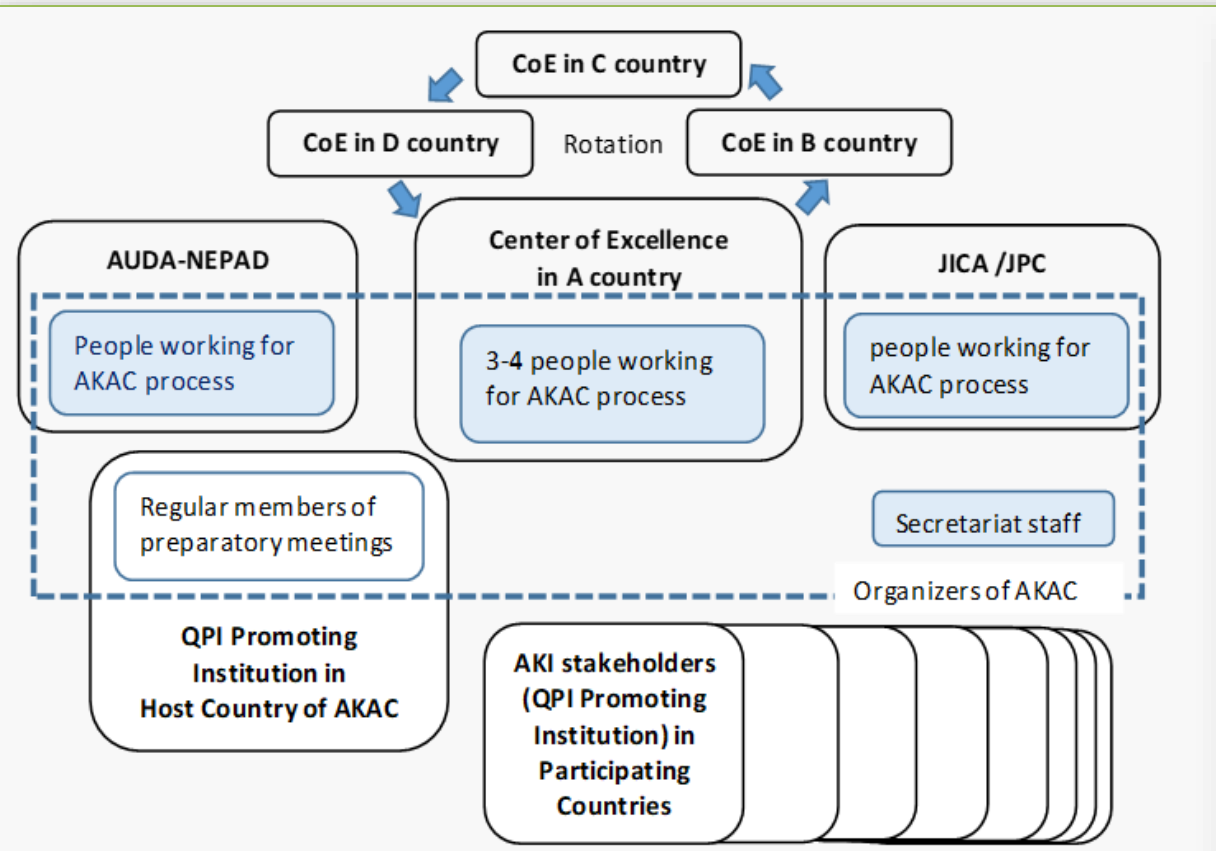 CoE in C country
CoE in D country
Rotation
CoE in B country
AUDA-NEPAD
Center of Excellence
in A country
JICA /JPC
People working for
AKAC process
3-4 people working
for AKAC process
people working for
AKAC process
Regular members of
preparatory meetings
Secretariat staff
Organizers of AKAC
QPI Promoting
Institution in
Host Country of AKAC
AKI stakeholders
(QPI Promoting
Institution) in
Participating
Countries